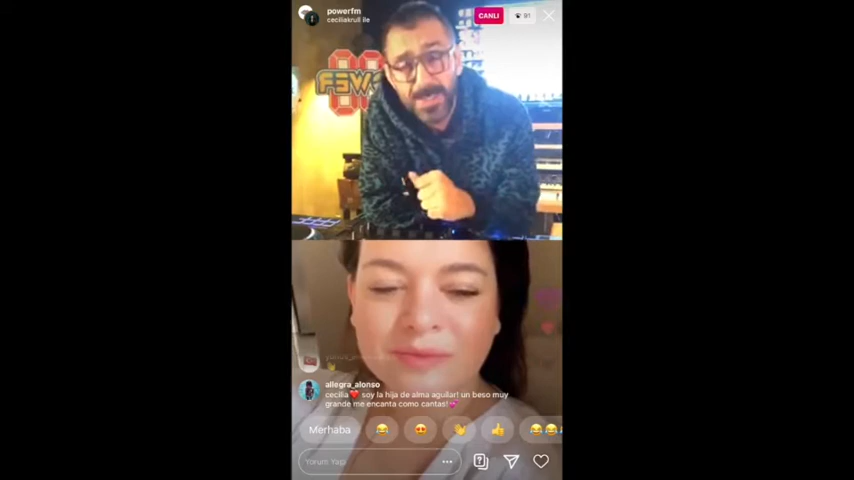 powerfm
ceciliakrull ile
CANLI
91
allegra_alonso
cecilia❤️ soy la hija de alma aguilar! un beso muy
grande me encanta como cantas!💕
Merhaba
Yorum Yap